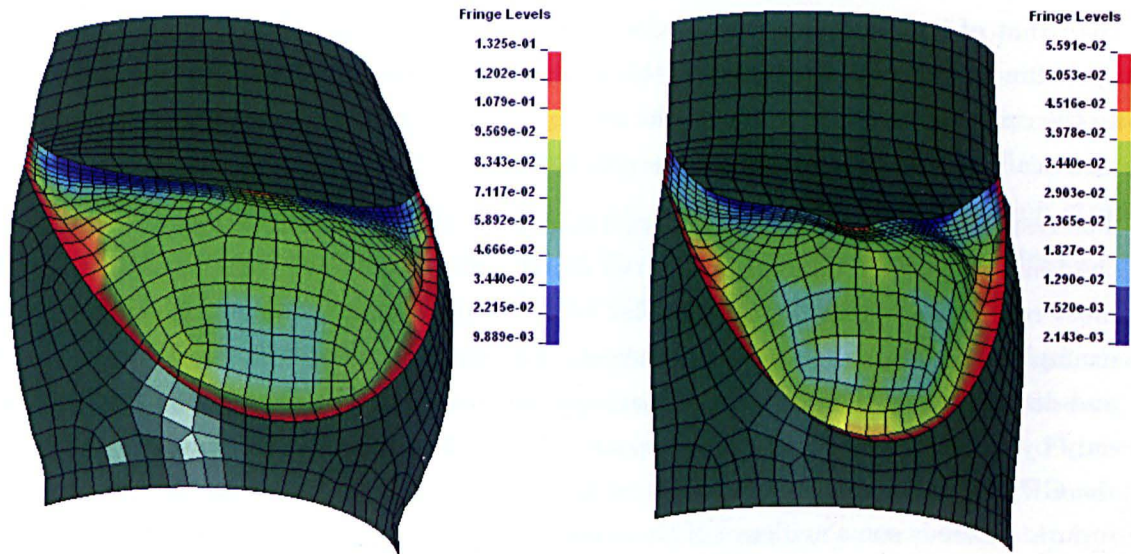 Fringe Levels
1.325e-01
1.202e-01
1.079e-01
9.569e-02
8.343e-02
7.117e-02
5.892e-02
4.666e-02
3.440e-02
2.215e-02
9.889e-03
Fringe Levels
5.591e-02
5.053e-02
4.516e-02
3.978e-02
3.440e-02
2.903e-02
2.365e-02
1.827e-02
1.290e-02
7.520e-03
2.143e-03